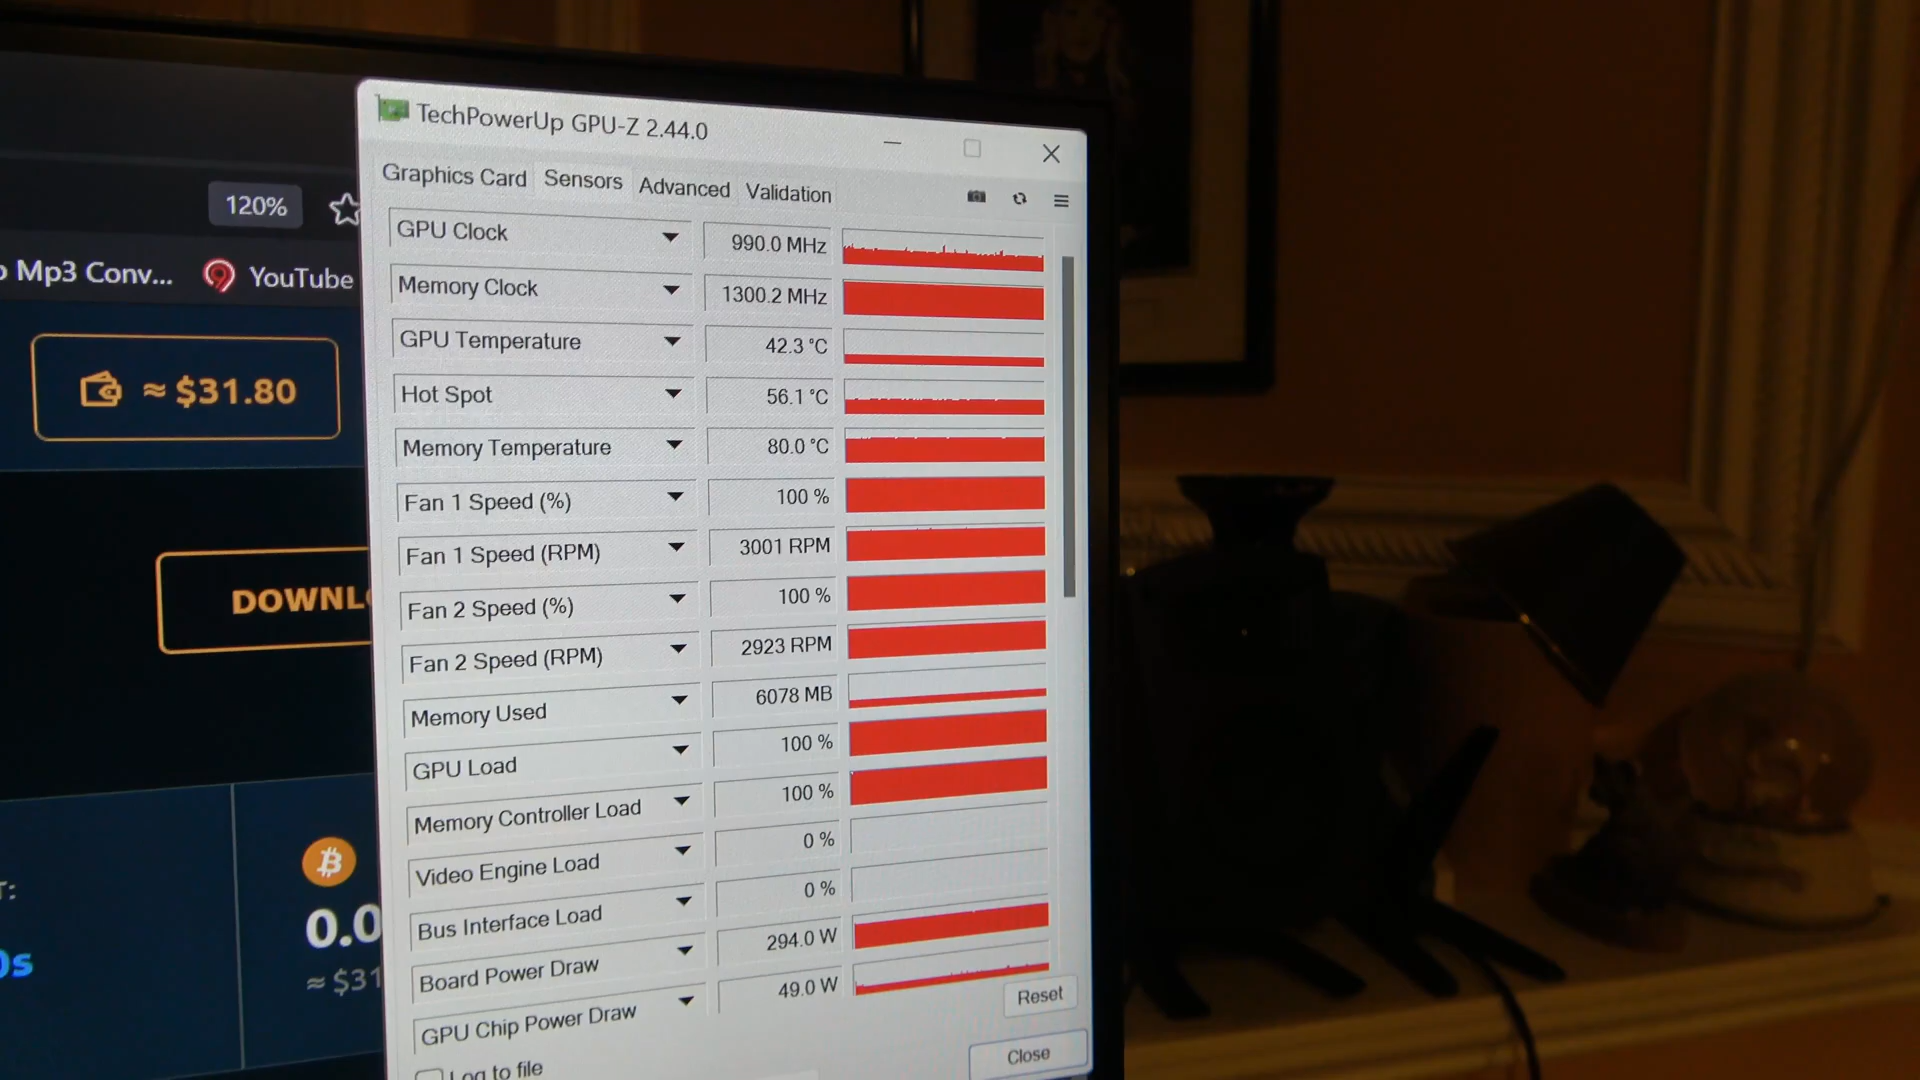 TechPowerUp GPU-Z 2.44.0
Graphics Card Sensors Advanced Validation
GPU Clock 990.0 MHz
Memory Clock 1300.2 MHz
GPU Temperature 42.3 °C
Hot Spot 56.1 °C
Memory Temperature 80.0 °C
Fan 1 Speed (%) 100 %
Fan 1 Speed (RPM) 3001 RPM
Fan 2 Speed (%) 100 %
Fan 2 Speed (RPM) 2923 RPM
Memory Used 6078 MB
GPU Load 100 %
Memory Controller Load 100 %
Video Engine Load 0 %
Bus Interface Load 0 %
Board Power Draw 294.0 W
GPU Chip Power Draw 49.0 W
Reset
Log to file
Close
120%
Mp3 Conv... YouTube
≈ $31.80
DOWNL
T:
0s
0.0
≈ $31